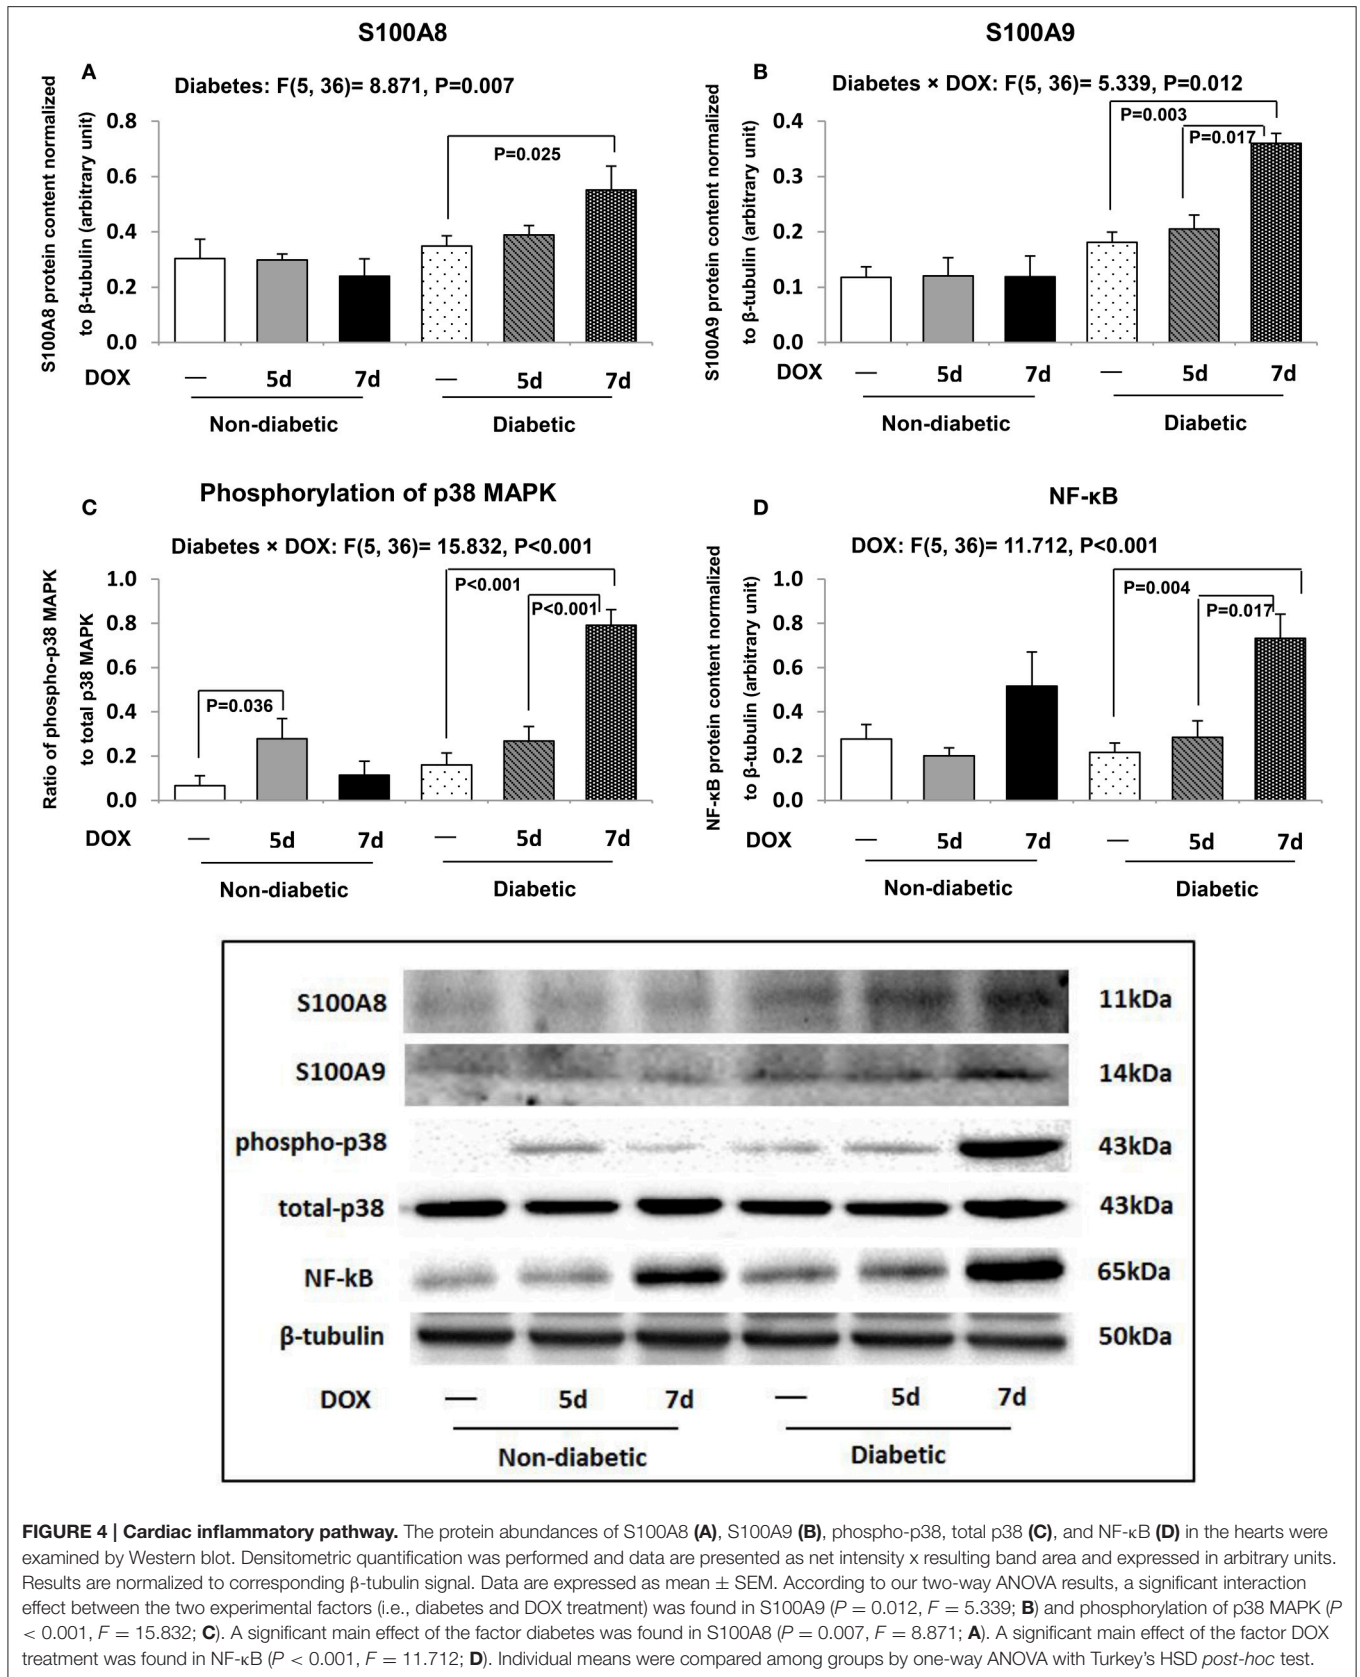 S100A8
A
Diabetes: F(5, 36)= 8.871, P=0.007
S100A8 protein content normalized
to β-tubulin (arbitrary unit)
0.8
0.6
0.4
0.2
0.0
P=0.025
DOX — 5d 7d — 5d 7d
Non-diabetic Diabetic
S100A9
B
Diabetes × DOX: F(5, 36)= 5.339, P=0.012
S100A9 protein content normalized
to β-tubulin (arbitrary unit)
0.4
0.3
0.2
0.1
0.0
P=0.003
P=0.017
DOX — 5d 7d — 5d 7d
Non-diabetic Diabetic
Phosphorylation of p38 MAPK
C
Diabetes × DOX: F(5, 36)= 15.832, P<0.001
Ratio of phospho-p38 MAPK
to total p38 MAPK
1.0
0.8
0.6
0.4
0.2
0.0
P<0.001
P<0.001
P=0.036
DOX — 5d 7d — 5d 7d
Non-diabetic Diabetic
NF-κB
D
DOX: F(5, 36)= 11.712, P<0.001
NF-κB protein content normalized
to β-tubulin (arbitrary unit)
1.0
0.8
0.6
0.4
0.2
0.0
P=0.004
P=0.017
DOX — 5d 7d — 5d 7d
Non-diabetic Diabetic
S100A8 11kDa
S100A9 14kDa
phospho-p38 43kDa
total-p38 43kDa
NF-kB 65kDa
β-tubulin 50kDa
DOX — 5d 7d — 5d 7d
Non-diabetic Diabetic
FIGURE 4 | Cardiac inflammatory pathway. The protein abundances of S100A8 (A), S100A9 (B), phospho-p38, total p38 (C), and NF-κB (D) in the hearts were
examined by Western blot. Densitometric quantification was performed and data are presented as net intensity x resulting band area and expressed in arbitrary units.
Results are normalized to corresponding β-tubulin signal. Data are expressed as mean ± SEM. According to our two-way ANOVA results, a significant interaction
effect between the two experimental factors (i.e., diabetes and DOX treatment) was found in S100A9 (P = 0.012, F = 5.339; B) and phosphorylation of p38 MAPK (P
< 0.001, F = 15.832; C). A significant main effect of the factor diabetes was found in S100A8 (P = 0.007, F = 8.871; A). A significant main effect of the factor DOX
treatment was found in NF-κB (P < 0.001, F = 11.712; D). Individual means were compared among groups by one-way ANOVA with Turkey's HSD post-hoc test.